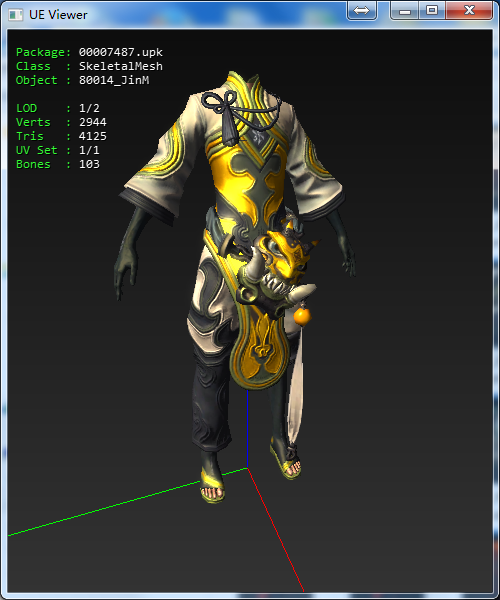 UE Viewer
Package: 00007487.upk
Class : SkeletalMesh
Object : 80014_JinM
LOD : 1/2
Verts : 2944
Tris : 4125
UV Set : 1/1
Bones : 103